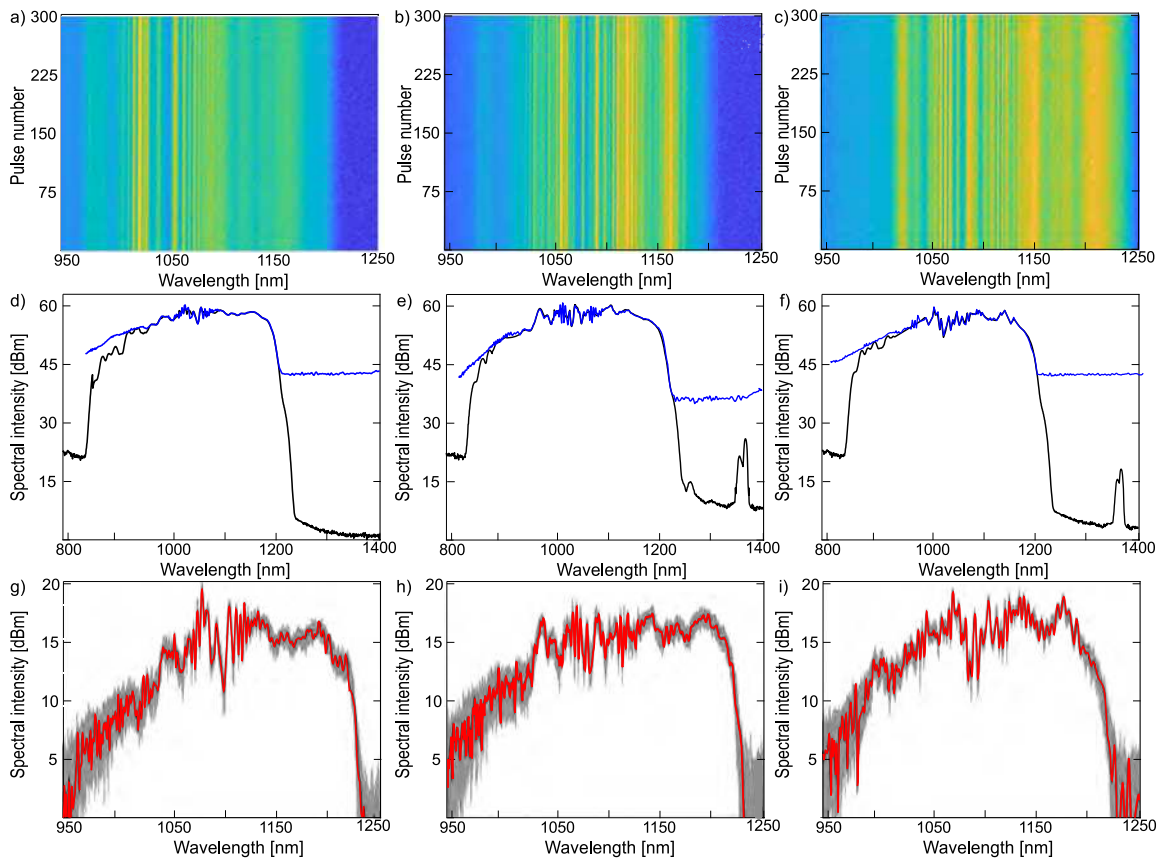 a) b) c)
300 300 300
225 225 225
150 150 150
75 75 75
Pulse number Pulse number Pulse number
950 1050 1150 1250 950 1050 1150 1250 950 1050 1150 1250
Wavelength [nm] Wavelength [nm] Wavelength [nm]
d) e) f)
60 60 60
45 45 45
30 30 30
15 15 15
Spectral intensity [dBm] Spectral intensity [dBm] Spectral intensity [dBm]
800 1000 1200 1400 800 1000 1200 1400 800 1000 1200 1400
Wavelength [nm] Wavelength [nm] Wavelength [nm]
g) h) i)
20 20 20
15 15 15
10 10 10
5 5 5
Spectral intensity [dBm] Spectral intensity [dBm] Spectral intensity [dBm]
950 1050 1150 1250 950 1050 1150 1250 950 1050 1150 1250
Wavelength [nm] Wavelength [nm] Wavelength [nm]